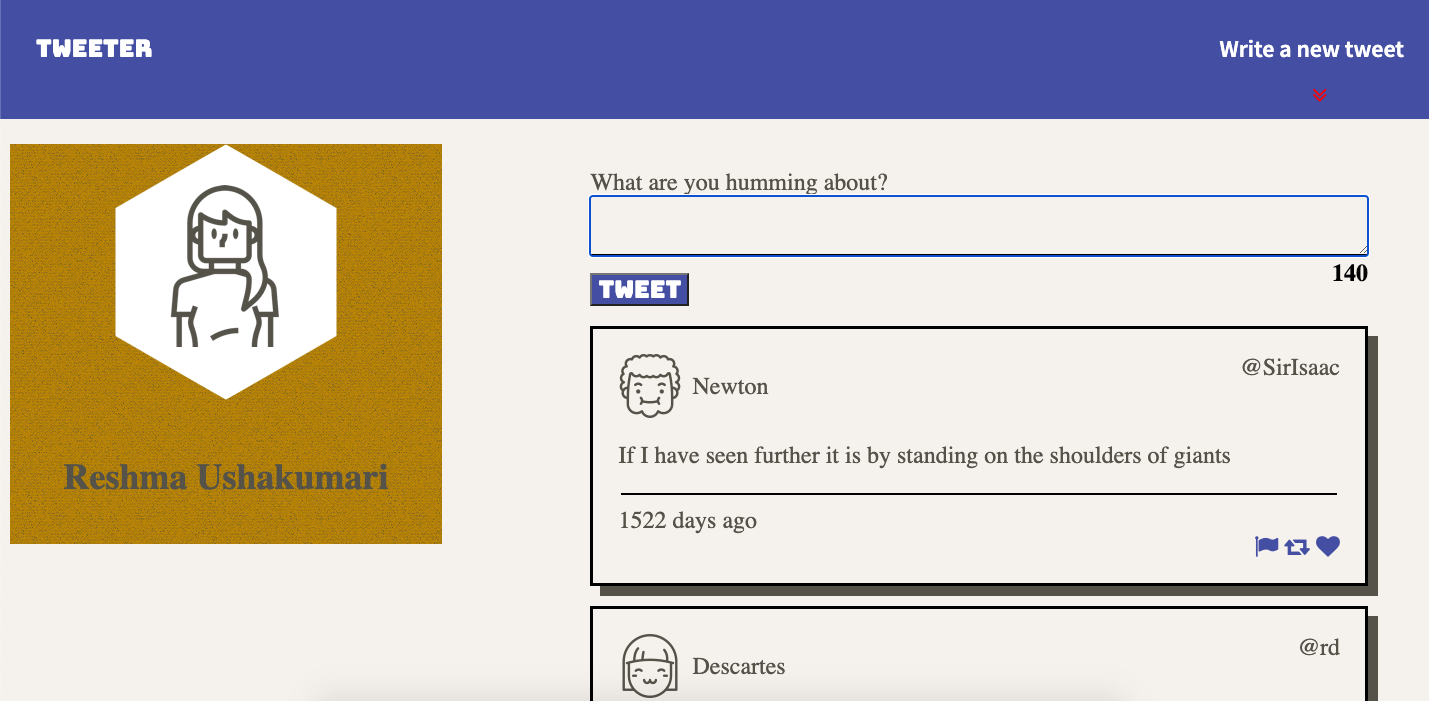 TWEETER
Write a new tweet
Reshma Ushakumari
What are you humming about?
140
TWEET
Newton
@SirIsaac
If I have seen further it is by standing on the shoulders of giants
1522 days ago
Descartes
@rd